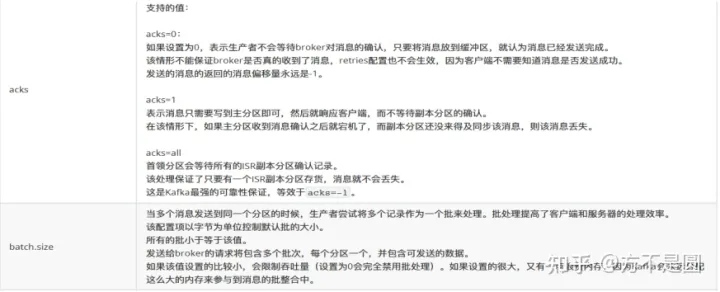 支持的值：
acks=0：
如果设置为0，表示生产者不会等待broker对消息的确认，只要将消息放到缓冲区，就认为消息已经发送完成。
该情形不能保证broker是否真的收到了消息，retries配置也不会生效，因为客户端不需要知道消息是否发送成功。
发送的消息的返回的消息偏移量永远是-1。
acks
acks=1
表示消息只需要写到主分区即可，然后就响应客户端，而不等待副本分区的确认。
在该情形下，如果主分区收到消息确认之后就宕机了，而副本分区还没来得及同步该消息，则该消息丢失。
acks=all
首领分区会等待所有的ISR副本分区确认记录。
该处理保证了只要有一个ISR副本分区存货，消息就不会丢失。
这是Kafka最强的可靠性保证，等效于 acks=-1。
当多个消息发送到同一个分区的时候，生产者尝试将多个记录作为一个批来处理。批处理提高了客户端和服务器的处理效率。
该配置项以字节为单位控制默认批的大小。
batch.size
所有的批小于等于该值。
发送给broker的请求将包含多个批次，每个分区一个，并包含可发送的数据。
如果该值设置的比较小，会限制吞吐量（设置为0会完全禁用批处理）。如果设置的很大，又有一
这么大的内存来参与到消息的批整合中。
知乎 @方不是圆